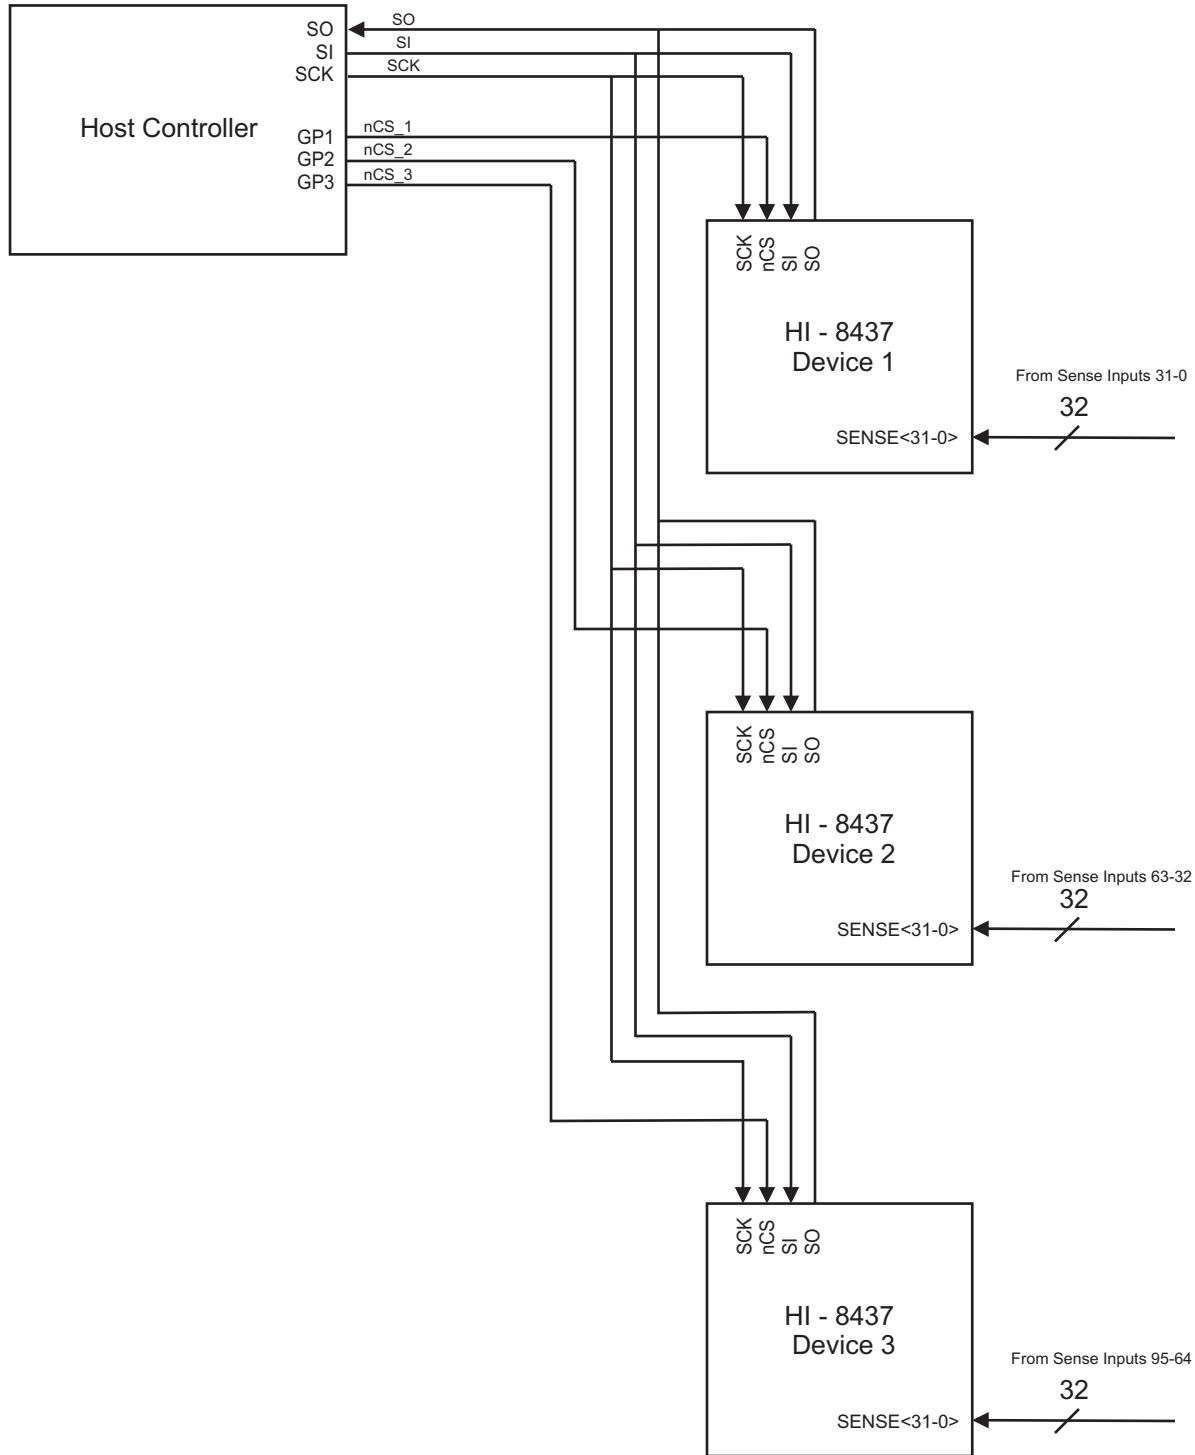 SO
SI
SCK
Host Controller
GP1
GP2
GP3
SO
SI
SCK
nCS_1
nCS_2
nCS_3
SCK
nCS
SI
SO
HI - 8437
Device 1
From Sense Inputs 31-0
32
SENSE<31-0>
SCK
nCS
SI
SO
HI - 8437
Device 2
From Sense Inputs 63-32
32
SENSE<31-0>
SCK
nCS
SI
SO
HI - 8437
Device 3
From Sense Inputs 95-64
32
SENSE<31-0>